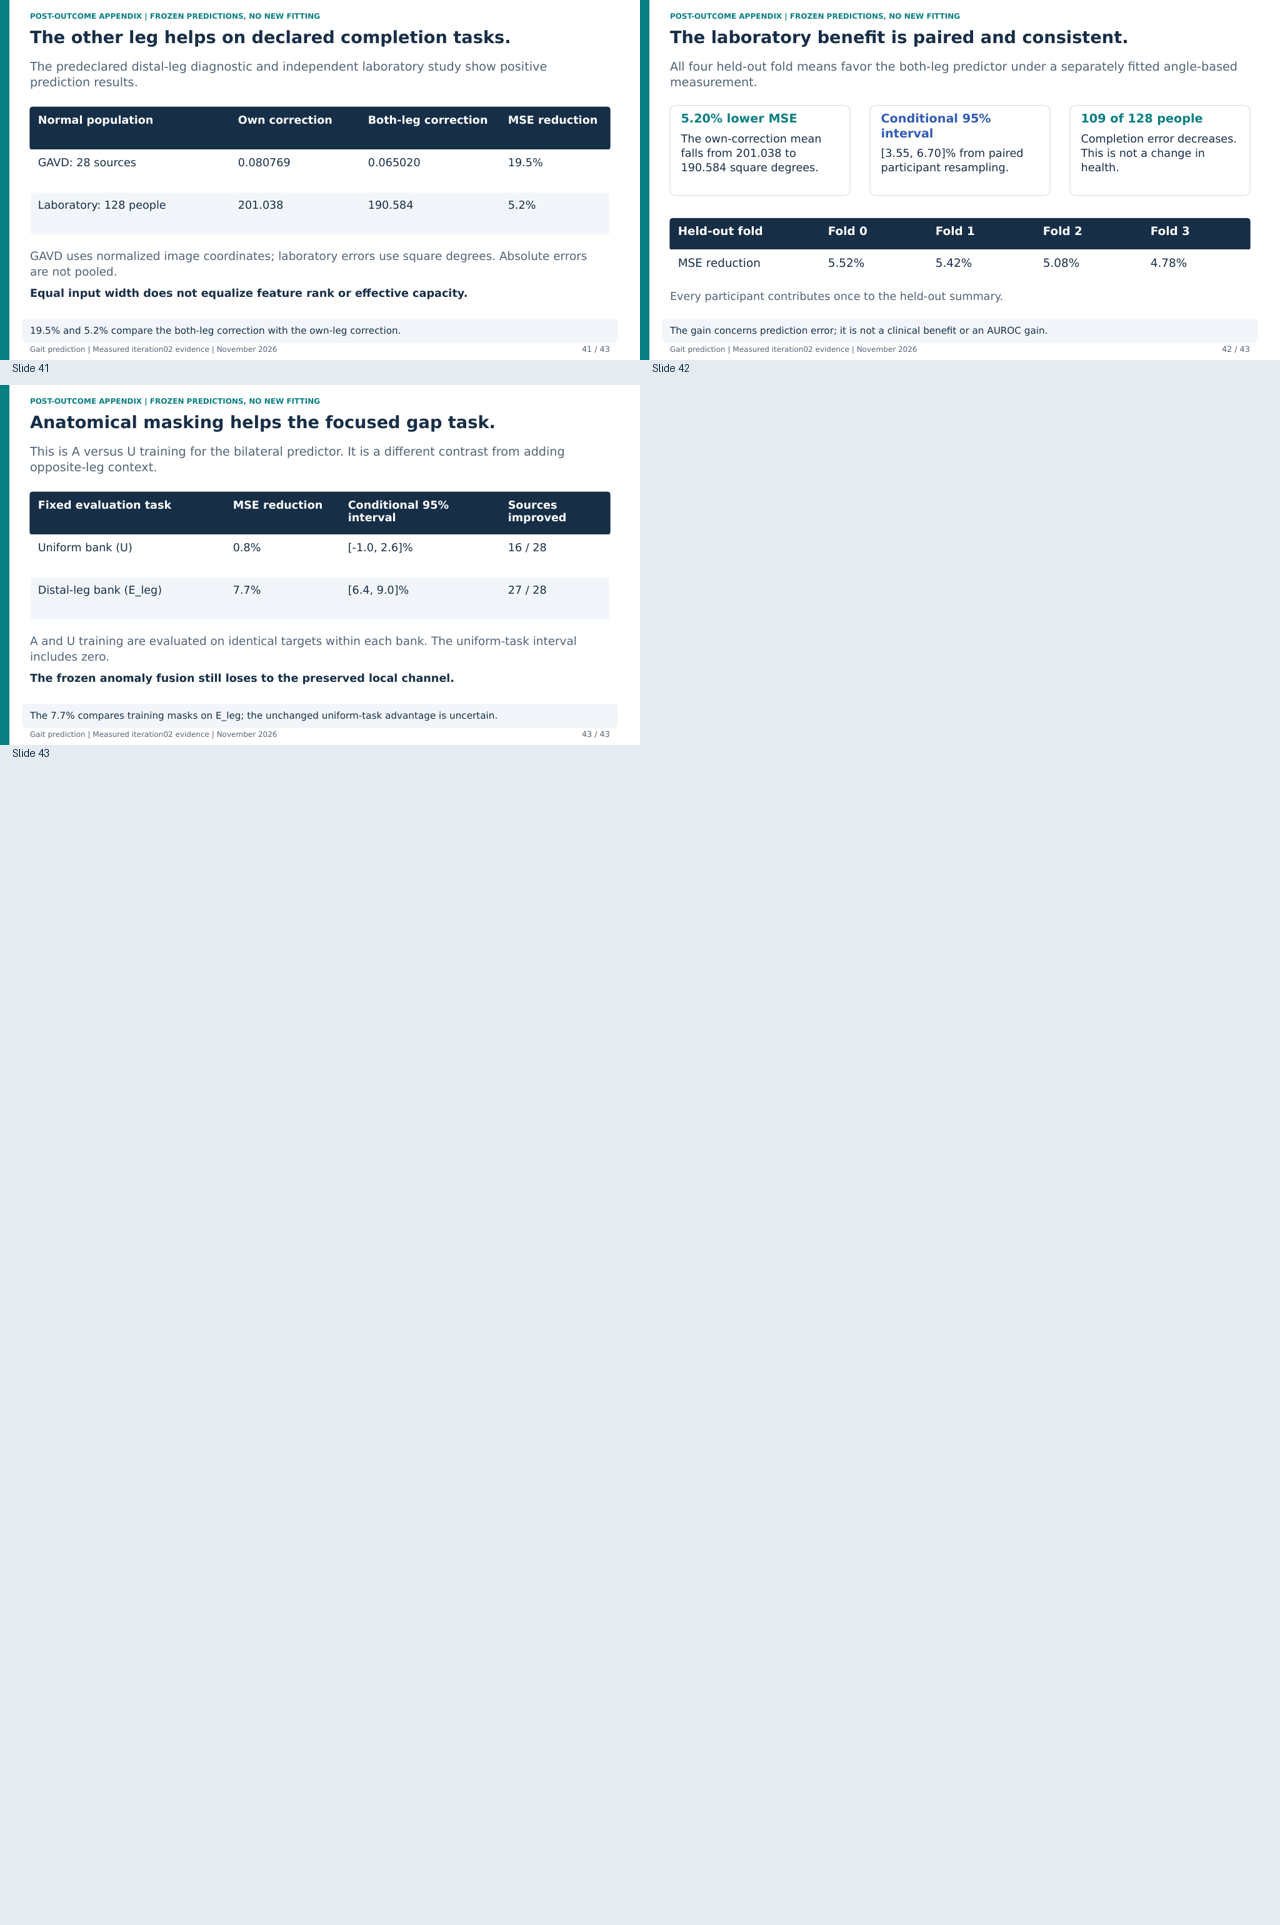 POST-OUTCOME APPENDIX | FROZEN PREDICTIONS, NO NEW FITTING
The other leg helps on declared completion tasks.
The predeclared distal-leg diagnostic and independent laboratory study show positive
prediction results.
Normal population Own correction Both-leg correction MSE reduction
GAVD: 28 sources 0.080769 0.065020 19.5%
Laboratory: 128 people 201.038 190.584 5.2%
GAVD uses normalized image coordinates; laboratory errors use square degrees. Absolute errors
are not pooled.
Equal input width does not equalize feature rank or effective capacity.
19.5% and 5.2% compare the both-leg correction with the own-leg correction.
Gait prediction | Measured iteration02 evidence | November 2026 41 / 43
Slide 41
POST-OUTCOME APPENDIX | FROZEN PREDICTIONS, NO NEW FITTING
The laboratory benefit is paired and consistent.
All four held-out fold means favor the both-leg predictor under a separately fitted angle-based
measurement.
5.20% lower MSE
The own-correction mean
falls from 201.038 to
190.584 square degrees.
Conditional 95%
interval
[3.55, 6.70]% from paired
participant resampling.
109 of 128 people
Completion error decreases.
This is not a change in
health.
Held-out fold Fold 0 Fold 1 Fold 2 Fold 3
MSE reduction 5.52% 5.42% 5.08% 4.78%
Every participant contributes once to the held-out summary.
The gain concerns prediction error; it is not a clinical benefit or an AUROC gain.
Gait prediction | Measured iteration02 evidence | November 2026 42 / 43
Slide 42
POST-OUTCOME APPENDIX | FROZEN PREDICTIONS, NO NEW FITTING
Anatomical masking helps the focused gap task.
This is A versus U training for the bilateral predictor. It is a different contrast from adding
opposite-leg context.
Fixed evaluation task MSE reduction Conditional 95% interval Sources improved
Uniform bank (U) 0.8% [-1.0, 2.6]% 16 / 28
Distal-leg bank (E_leg) 7.7% [6.4, 9.0]% 27 / 28
A and U training are evaluated on identical targets within each bank. The uniform-task interval
includes zero.
The frozen anomaly fusion still loses to the preserved local channel.
The 7.7% compares training masks on E_leg; the unchanged uniform-task advantage is uncertain.
Gait prediction | Measured iteration02 evidence | November 2026 43 / 43
Slide 43